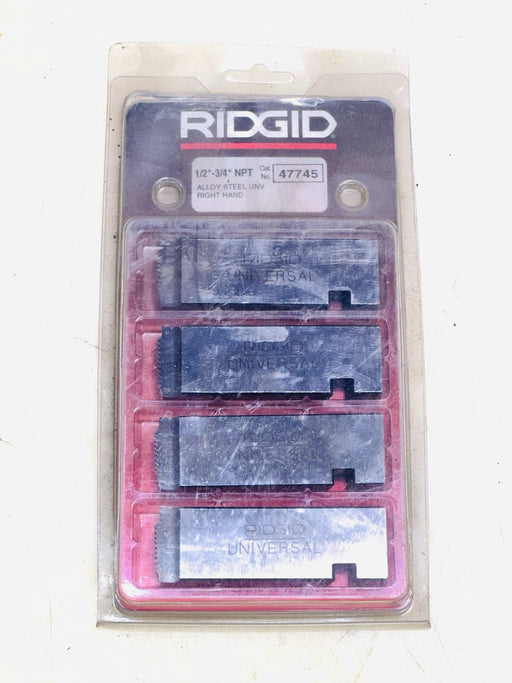 RIDGID
1/2"-3/4" NPT Cat. No. 47745
ALLOY STEEL UNV
RIGHT HAND
RIDGID
UNIVERSAL
RIDGID
UNIVERSAL
RIDGID
UNIVERSAL
RIDGID
UNIVERSAL